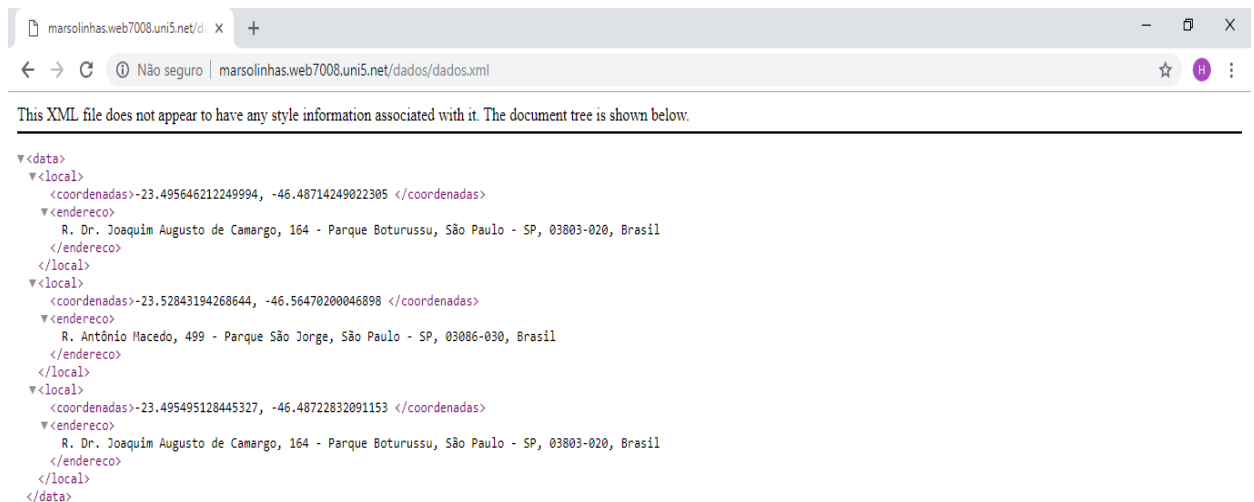 marsolinhas.web7008.uni5.net/da
Não seguro | marsolinhas.web7008.uni5.net/dados/dados.xml
H
This XML file does not appear to have any style information associated with it. The document tree is shown below.
▼<data>
▼<local>
<coordenadas>-23.495646212249994, -46.48714249022305 </coordenadas>
▼<endereco>
R. Dr. Joaquim Augusto de Camargo, 164 - Parque Boturussu, São Paulo - SP, 03803-020, Brasil
</endereco>
</local>
▼<local>
<coordenadas>-23.52843194268644, -46.56470200046898 </coordenadas>
▼<endereco>
R. Antônio Macedo, 499 - Parque São Jorge, São Paulo - SP, 03086-030, Brasil
</endereco>
</local>
▼<local>
<coordenadas>-23.495495128445327, -46.48722832091153 </coordenadas>
▼<endereco>
R. Dr. Joaquim Augusto de Camargo, 164 - Parque Boturussu, São Paulo - SP, 03803-020, Brasil
</endereco>
</local>
</data>